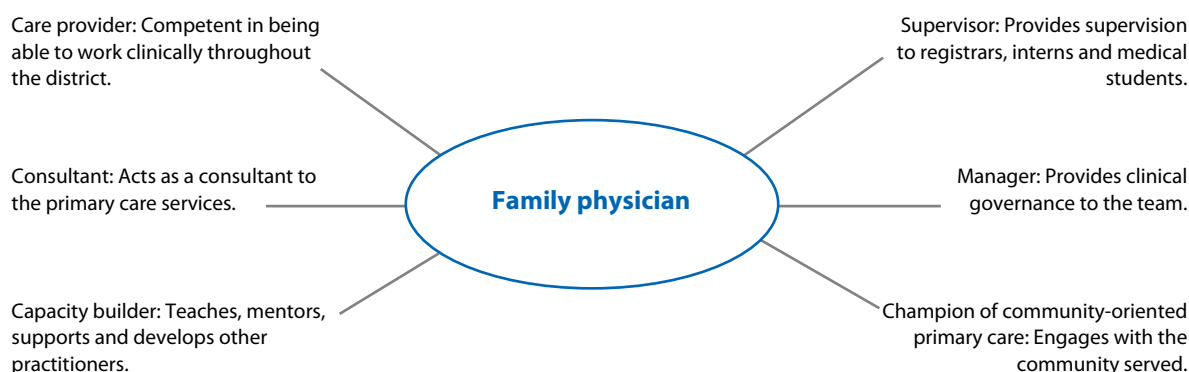 Care provider: Competent in being
able to work clinically throughout
the district.
Supervisor: Provides supervision
to registrars, interns and medical
students.
Consultant: Acts as a consultant to
the primary care services.
Family physician
Manager: Provides clinical
governance to the team.
Capacity builder: Teaches, mentors,
supports and develops other
practitioners.
Champion of community-oriented
primary care: Engages with the
community served.